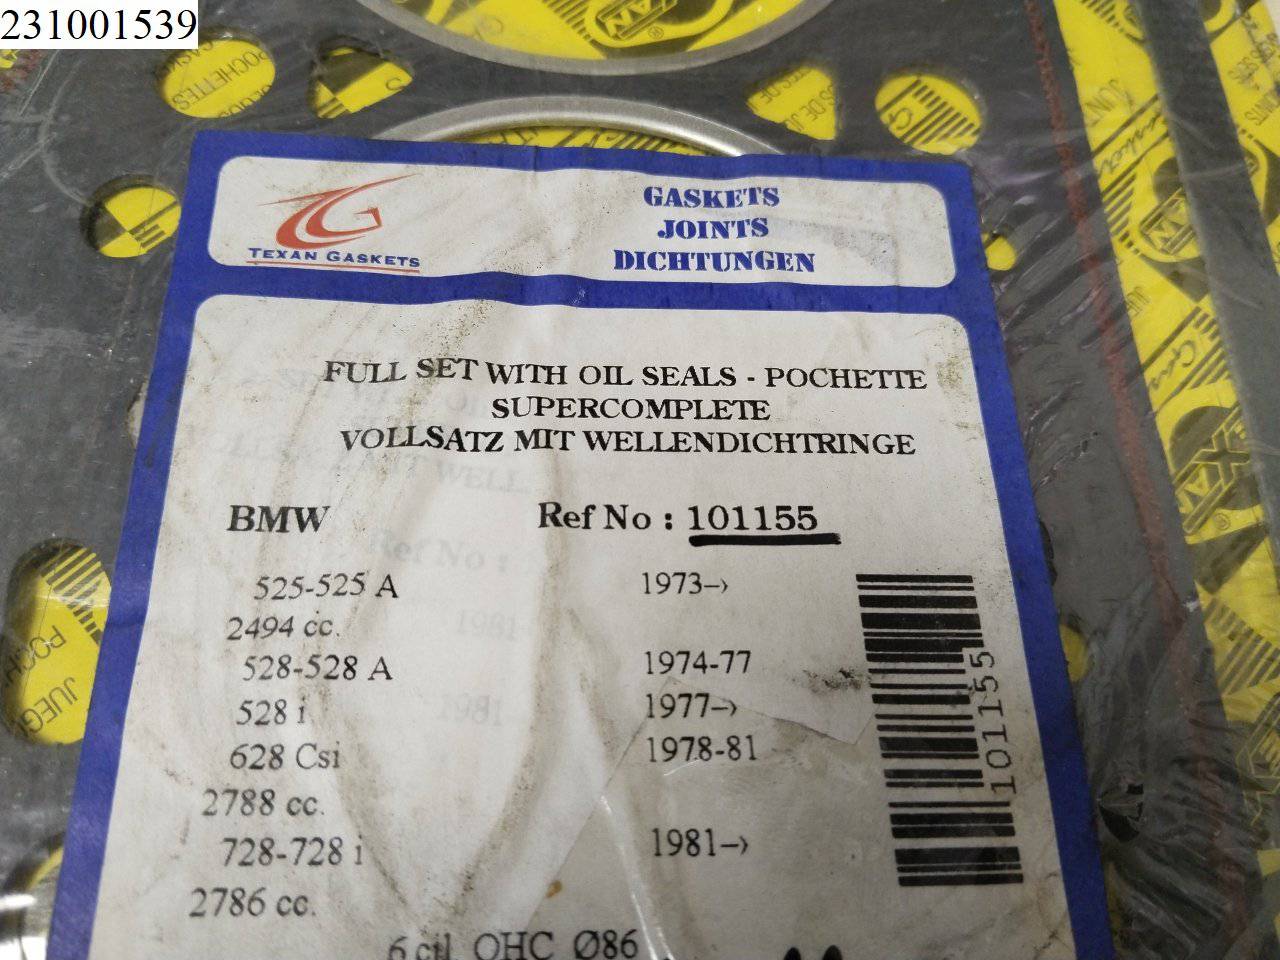 231001539
TEXAN GASKETS
GASKETS
JOINTS
DICHTUNGEN
FULL SET WITH OIL SEALS - POCHETTE
SUPERCOMPLETE
VOLLSATZ MIT WELLENDICHTRINGE
BMW Ref No : 101155
525-525 A 1973->
2494 cc.
528-528 A 1974-77
528 i 1977->
628 Csi 1978-81
2788 cc.
728-728 i 1981->
2786 cc.
6 cil. OHC Ø86
101155
POCHETTES